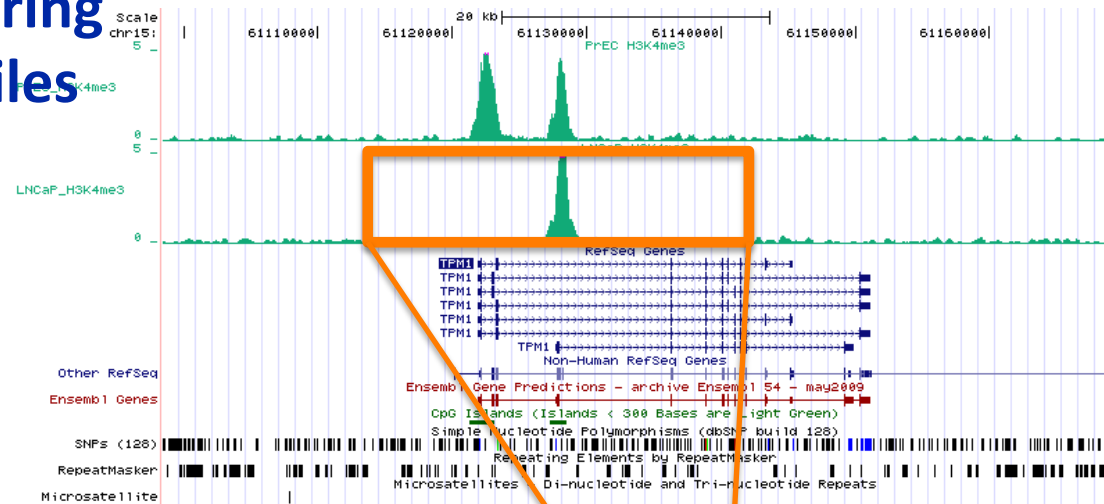 ring
iles
Scale 20 kb
chr15: 61110000 61120000 61130000 61140000 61150000 61160000
5 PrEC H3K4me3
K4me3
0
5
LNCaP_H3K4me3
0
RefSeq Genes
TPM1
TPM1
TPM1
TPM1
TPM1
TPM1
TPM1
Non-Human RefSeq Genes
Other RefSeq
Ensembl Gene Predictions - archive Ensembl 54 - may2009
Ensembl Genes
CpG Islands (Islands < 300 Bases are Light Green)
Simple Nucleotide Polymorphisms (dbSNP build 128)
SNPs (128)
Repeating Elements by RepeatMasker
RepeatMasker
Microsatellites - Di-nucleotide and Tri-nucleotide Repeats
Microsatellite